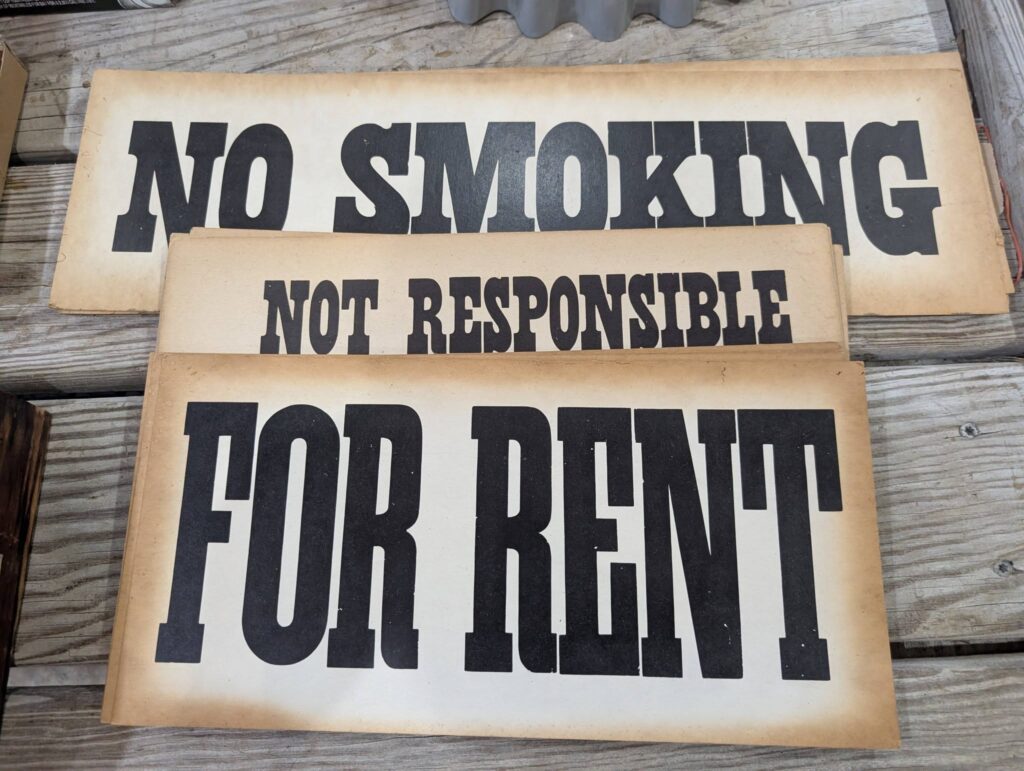 NO SMOKING
NOT RESPONSIBLE
FOR RENT